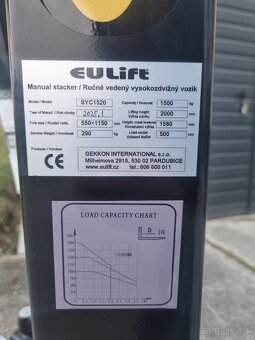 EULIFT
Manual stacker / Ručně vedený vysokozdvižný vozík
Model / Model SYC1520 Capacity / Nosnost 1500 kg
Year of Manuf. / Rok výroby 2025.1 Lifting height / Výška zdvihu 2000 mm
Fork size / Rozteč vidlic 550×1150 mm Height, mast lowered / Konstrukční výška 1580 mm
Service Weight / Hmotnost 290 kg Load center / Vyložení těžiště 500 mm
Producer / Výrobce
CE
GEKKON INTERNATIONAL s.r.o.
Milheimova 2915, 530 02 PARDUBICE
www.eulift.cz tel.: 606 600 011
LOAD CAPACITY CHART
D G